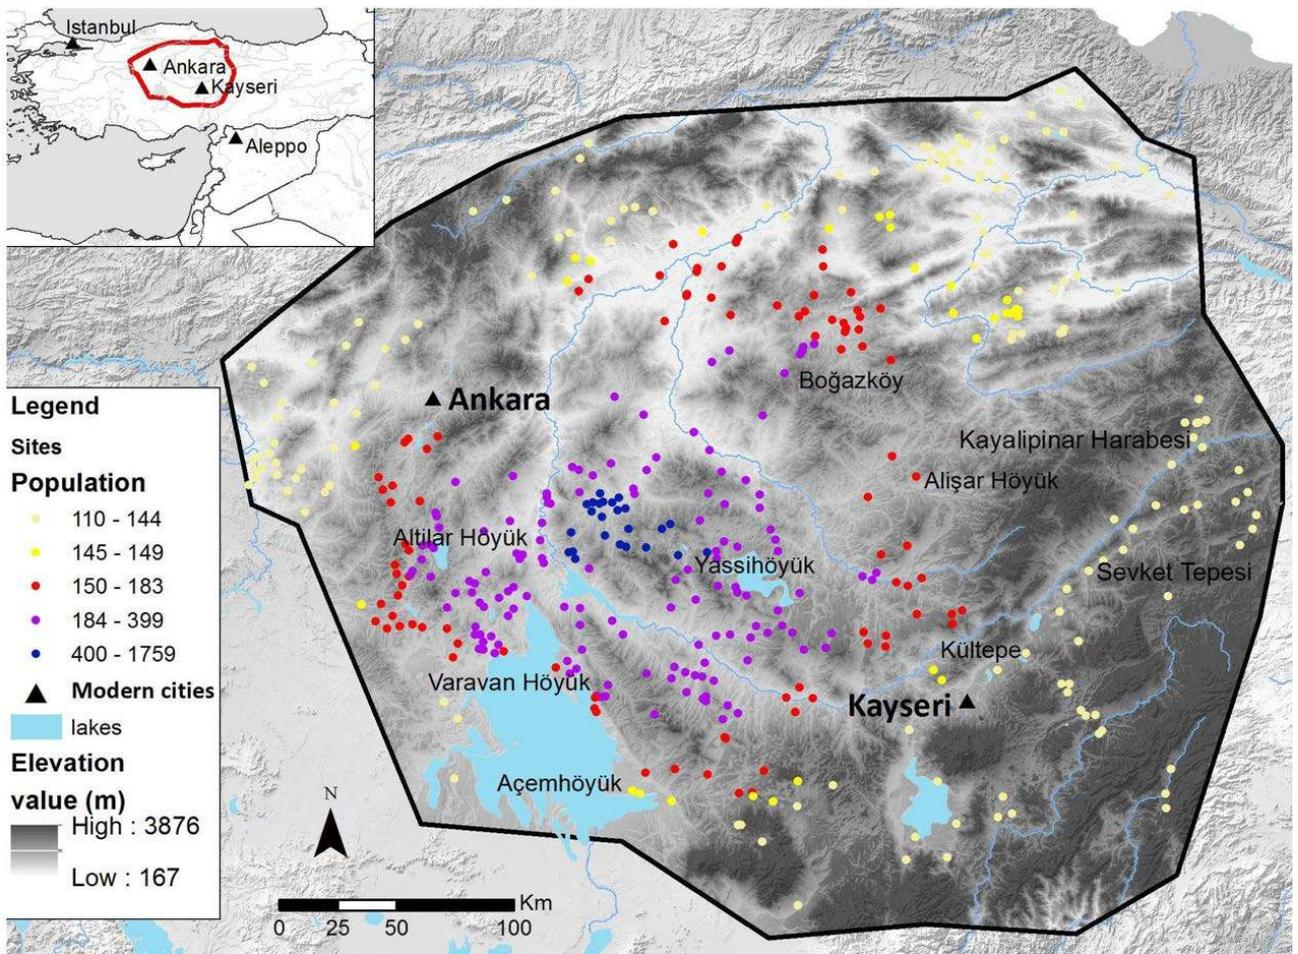 Istanbul
Ankara
Kayseri
Aleppo
Legend
Sites
Population
110 - 144
145 - 149
150 - 183
184 - 399
400 - 1759
Modern cities
lakes
Elevation
value (m)
High : 3876
Low : 167
Ankara
Boğazköy
Kayalipinar Harabesi
Alişar Höyük
Altilar Höyük
Yassihöyük
Sevket Tepesi
Kültepe
Varavan Höyük
Kayseri
Açemhöyük
N
Km
0 25 50 100